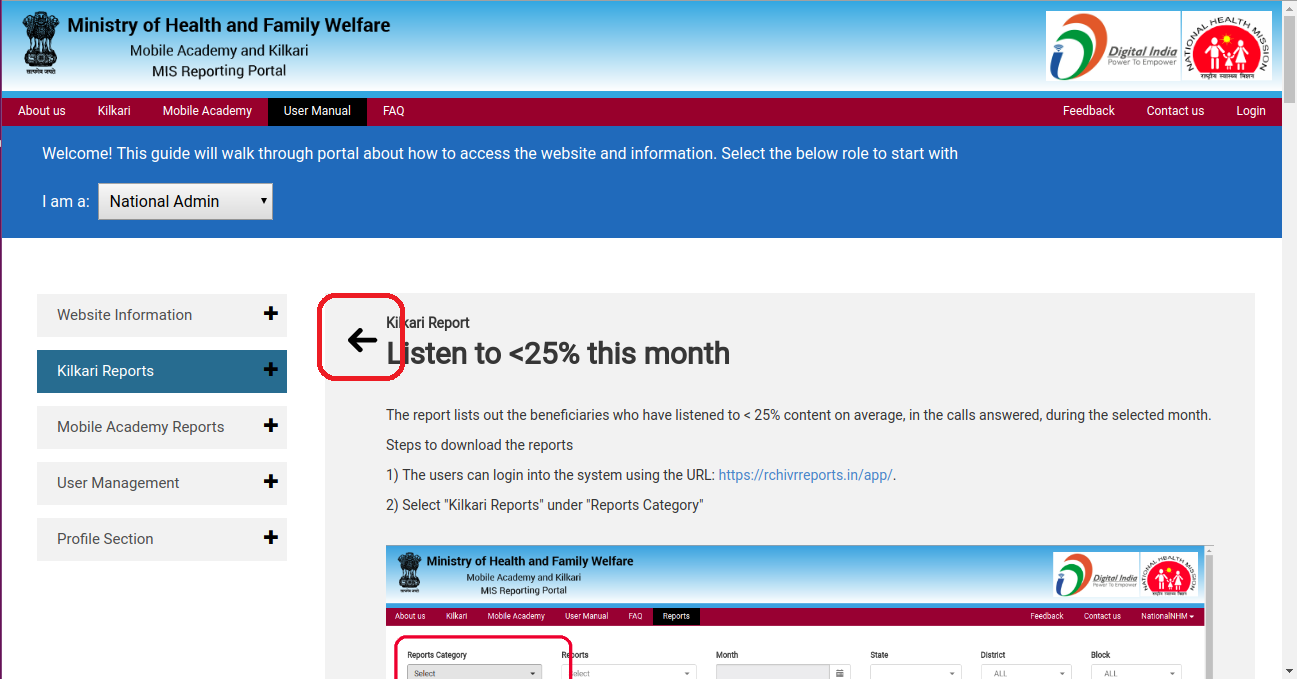 Ministry of Health and Family Welfare
Mobile Academy and Kilkari
MIS Reporting Portal
सत्यमेव जयते
Digital India
Power To Empower
NATIONAL HEALTH MISSION
राष्ट्रीय स्वास्थ्य मिशन
About us Kilkari Mobile Academy User Manual FAQ Feedback Contact us Login
Welcome! This guide will walk through portal about how to access the website and information. Select the below role to start with
I am a: National Admin
Website Information
Kilkari Reports
Mobile Academy Reports
User Management
Profile Section
Kilkari Report
Listen to <25% this month
The report lists out the beneficiaries who have listened to < 25% content on average, in the calls answered, during the selected month.
Steps to download the reports
1) The users can login into the system using the URL: https://rchivrreports.in/app/.
2) Select "Kilkari Reports" under "Reports Category"
Ministry of Health and Family Welfare
Mobile Academy and Kilkari
MIS Reporting Portal
Digital India
Power To Empower
NATIONAL HEALTH MISSION
About us Kilkari Mobile Academy User Manual FAQ Reports Feedback Contact us NationalNHM
Reports Category Reports Month State District Block
Select Select ALL ALL